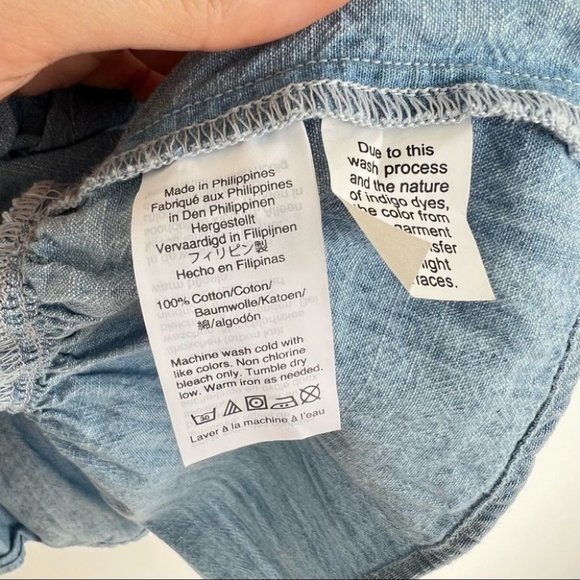 Made in Philippines
Fabriqué aux Philippines
in Den Philippinen
Hergestellt
Vervaardigd in Filipijnen
フィリピン製
Hecho en Filipinas
100% Cotton/Coton/
Baumwolle/Katoen/
綿/algodón
Machine wash cold with
like colors. Non chlorine
bleach only. Tumble dry
low. Warm iron as needed.
Laver à la machine à l'eau
Due to this
wash process
and the nature
of indigo dyes,
the color from
garment